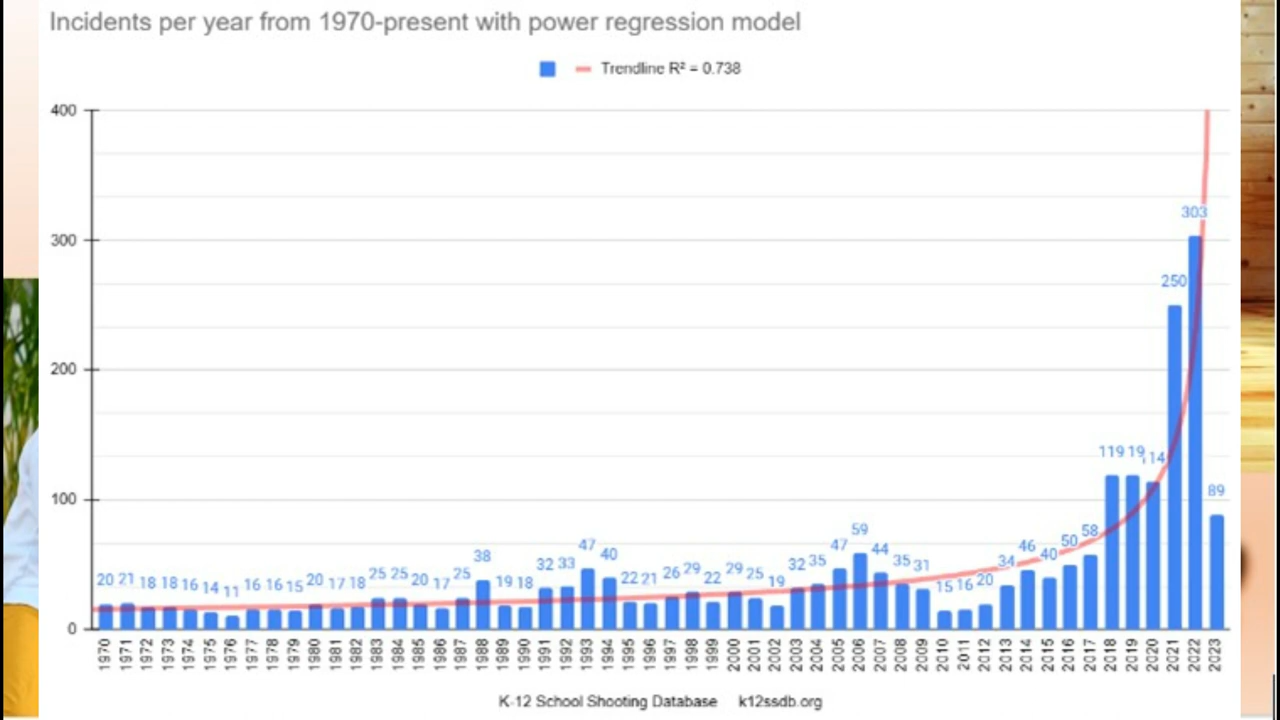 Incidents per year from 1970-present with power regression model
Trendline R² = 0.738
400
300
200
100
0
20 21 18 18 16 14 11 16 16 15 20 17 18 25 25 20 17 25 38 19 18 32 33 47 40 22 21 26 29 22 29 25 19 32 35 47 59 44 35 31 15 16 20 34 46 40 50 58 119 19 114 250 303 89
1970 1971 1972 1973 1974 1975 1976 1977 1978 1979 1980 1981 1982 1983 1984 1985 1986 1987 1988 1989 1990 1991 1992 1993 1994 1995 1996 1997 1998 1999 2000 2001 2002 2003 2004 2005 2006 2007 2008 2009 2010 2011 2012 2013 2014 2015 2016 2017 2018 2019 2020 2021 2022 2023
K-12 School Shooting Database k12ssdb.org